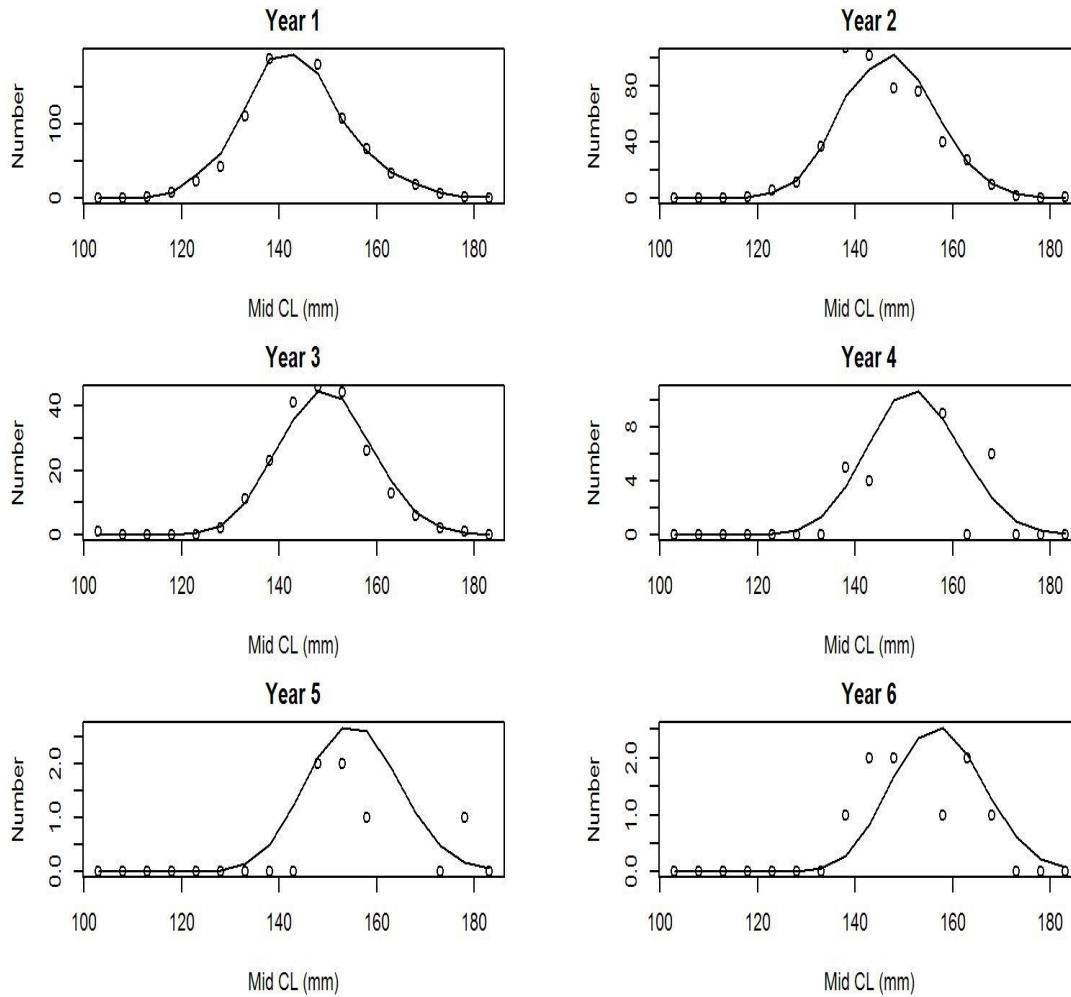 Year 1
Number
0
100
100 120 140 160 180
Mid CL (mm)
Year 2
Number
0
40
80
100 120 140 160 180
Mid CL (mm)
Year 3
Number
0
20
40
100 120 140 160 180
Mid CL (mm)
Year 4
Number
0
4
8
100 120 140 160 180
Mid CL (mm)
Year 5
Number
0.0
1.0
2.0
100 120 140 160 180
Mid CL (mm)
Year 6
Number
0.0
1.0
2.0
100 120 140 160 180
Mid CL (mm)